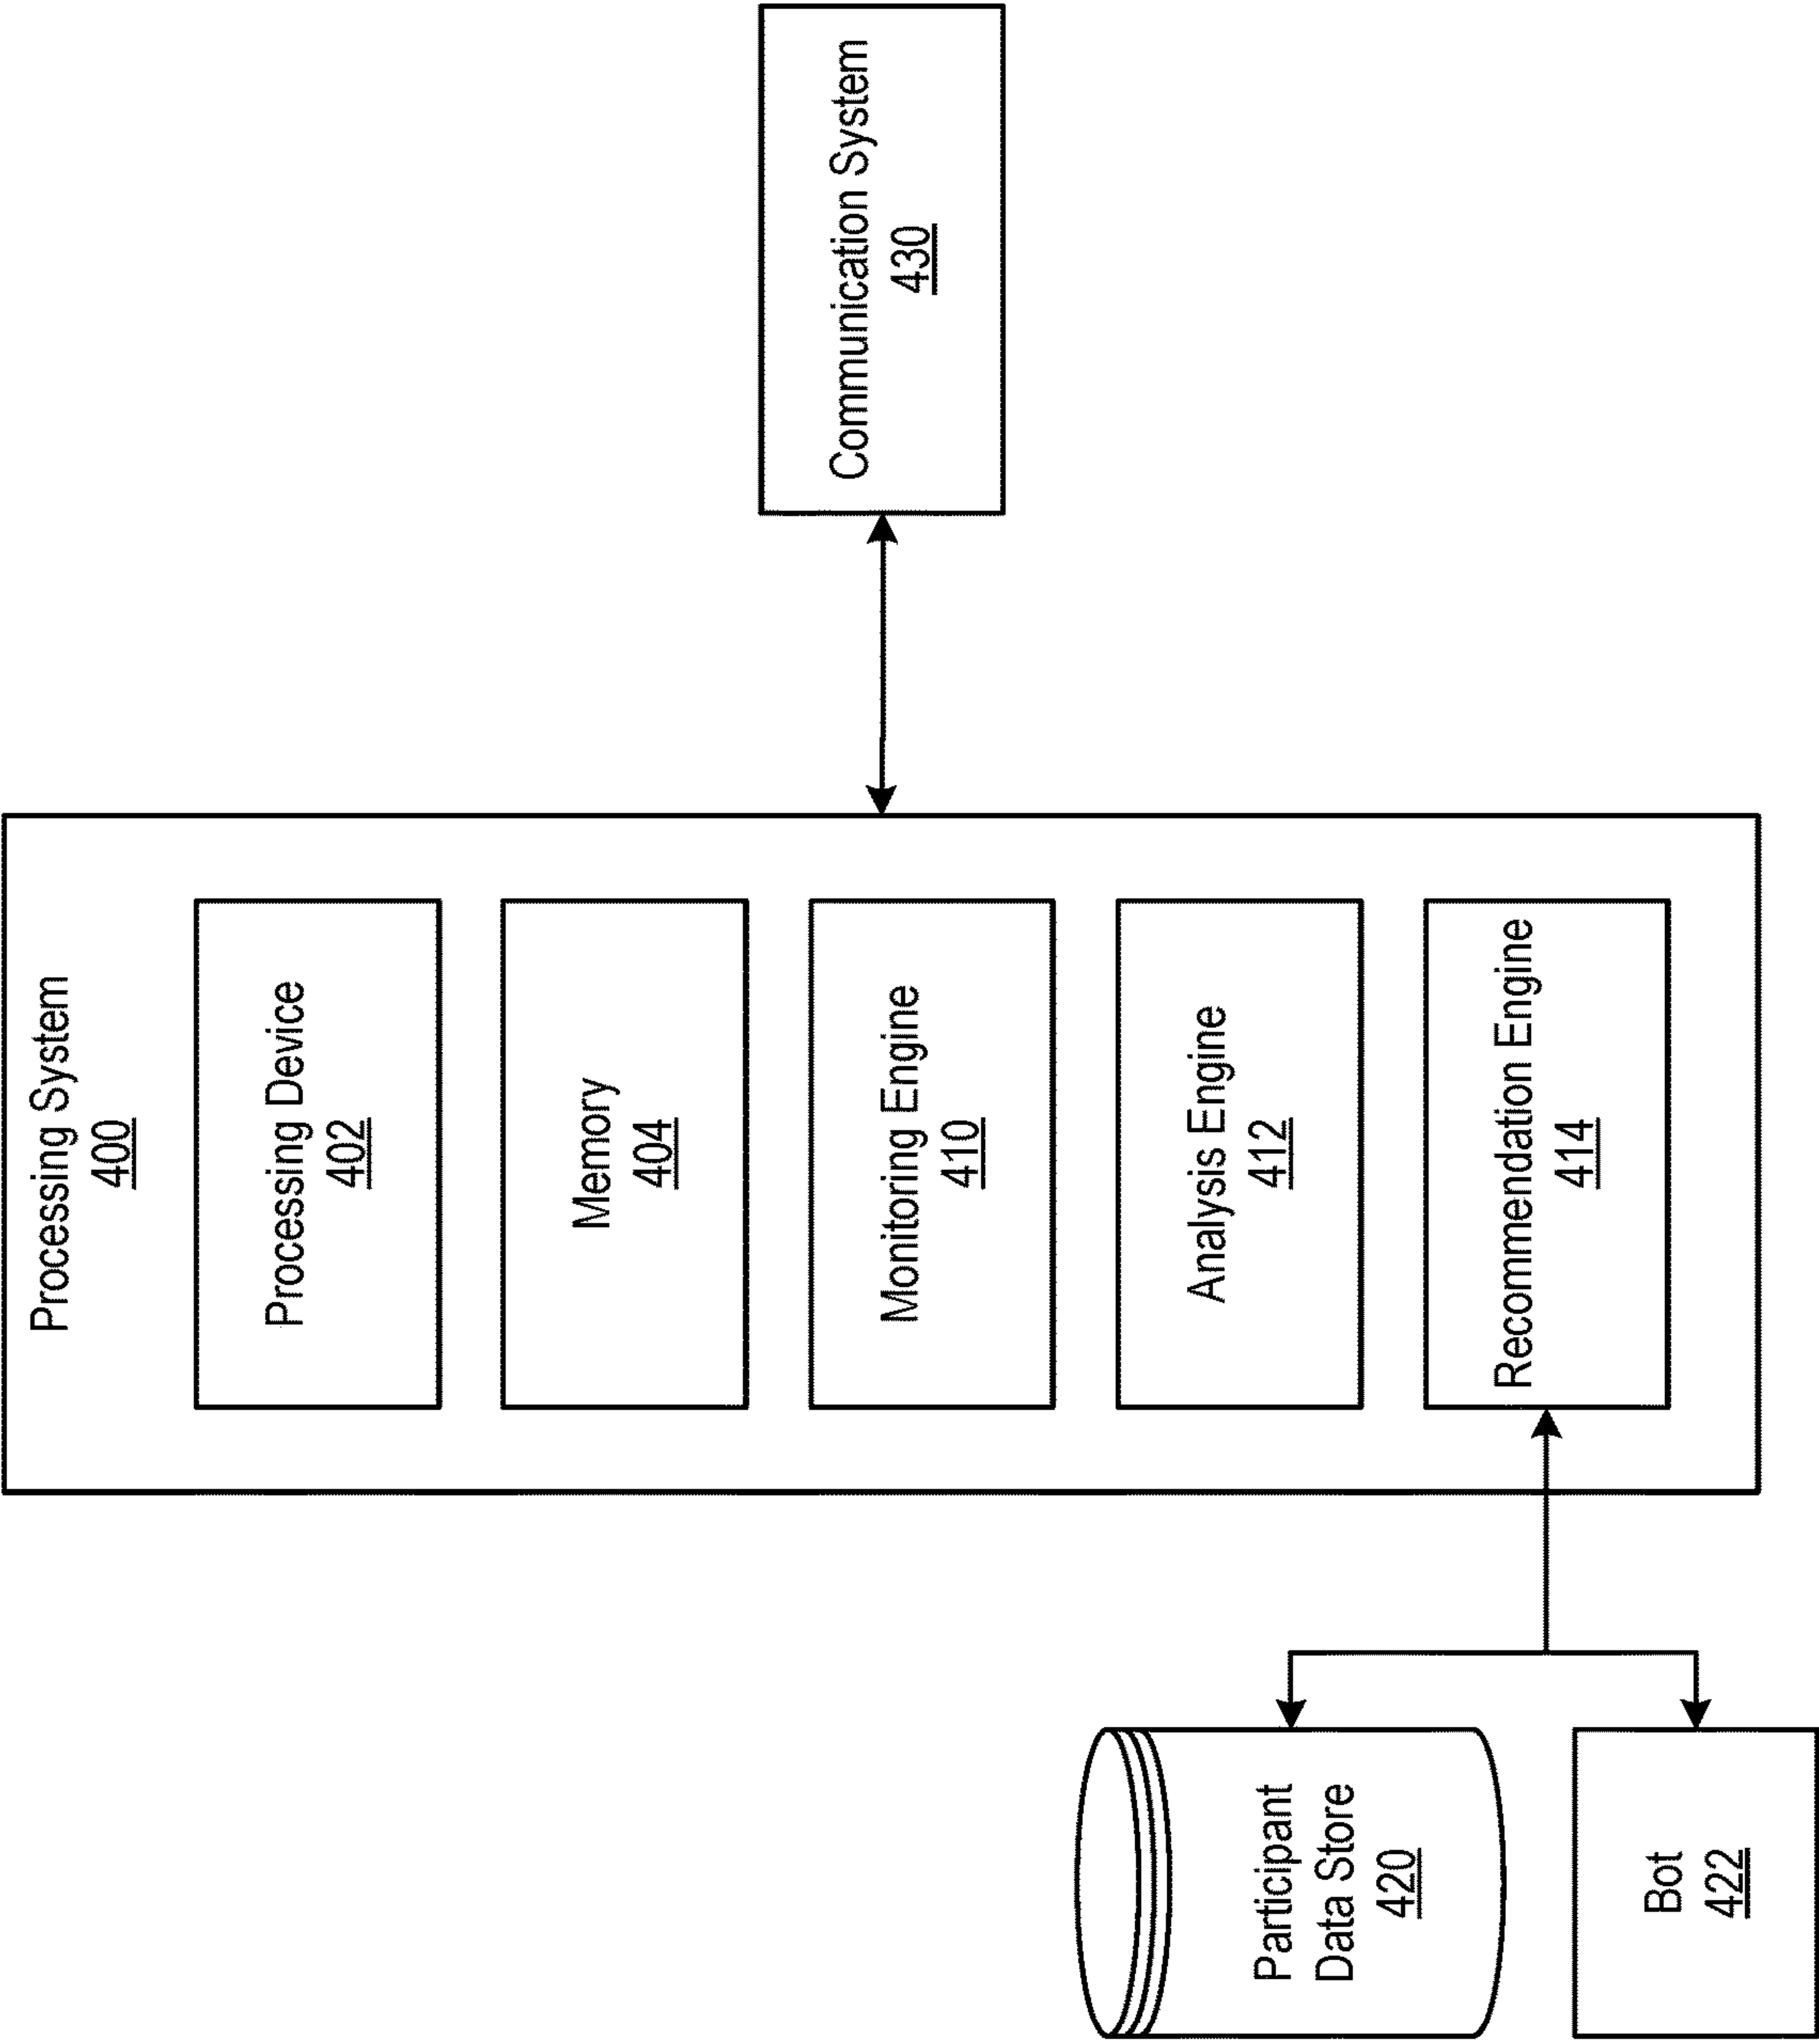 Processing System
400
Processing Device
402
Memory
404
Monitoring Engine
410
Analysis Engine
412
Recommendation Engine
414
Communication System
430
Participant
Data Store
420
Bot
422